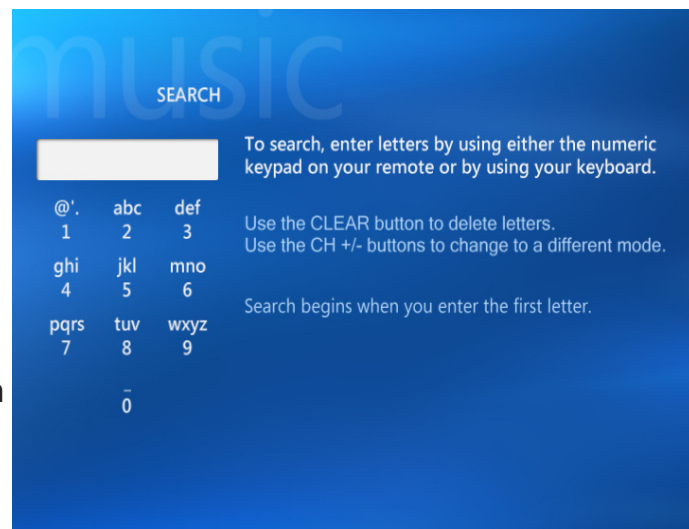 music
SEARCH
To search, enter letters by using either the numeric
keypad on your remote or by using your keyboard.
@'. abc def
1 2 3
Use the CLEAR button to delete letters.
Use the CH +/- buttons to change to a different mode.
ghi jkl mno
4 5 6
Search begins when you enter the first letter.
pqrs tuv wxyz
7 8 9
_
0